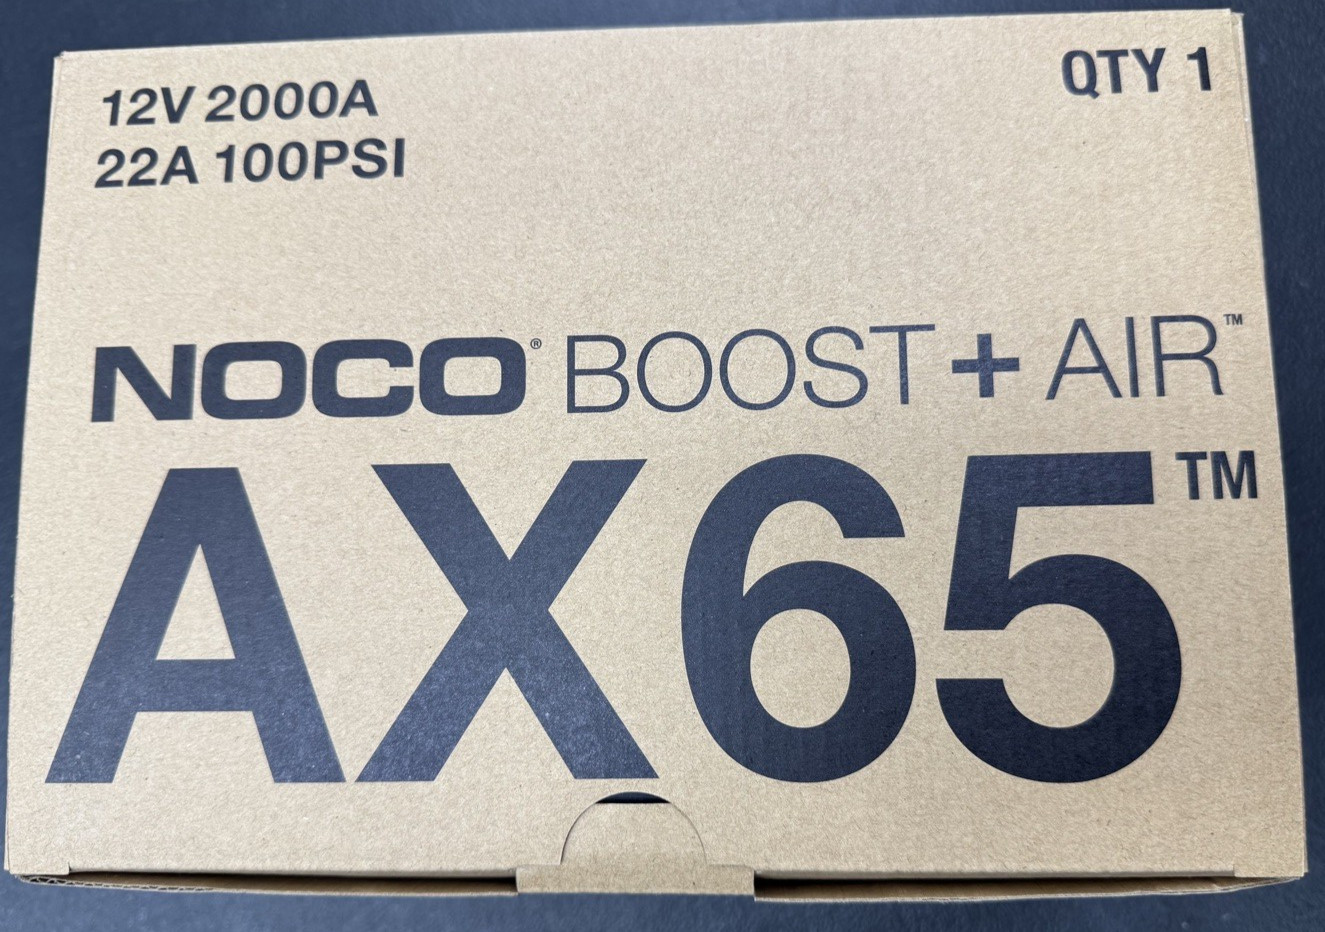 12V 2000A
22A 100PSI
QTY 1
NOCO® BOOST + AIR™
AX65™